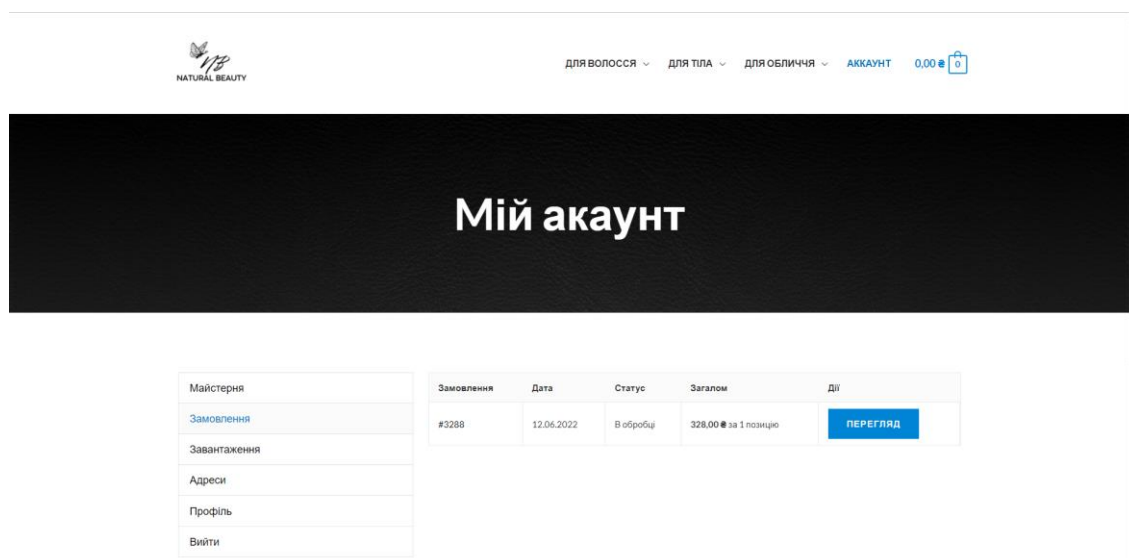 NB
NATURAL BEAUTY
ДЛЯ ВОЛОССЯ ДЛЯ ТІЛА ДЛЯ ОБЛИЧЧЯ АККАУНТ 0,00 ₴ 0
Мій акаунт
Майстерня
Замовлення
Завантаження
Адреси
Профіль
Вийти
Замовлення Дата Статус Загалом Дії
#3288 12.06.2022 В обробці 328,00 ₴ за 1 позицію ПЕРЕГЛЯД